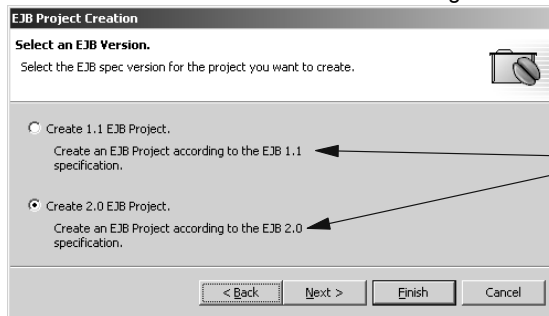 EJB Project Creation
Select an EJB Version.
Select the EJB spec version for the project you want to create.
Create 1.1 EJB Project.
Create an EJB Project according to the EJB 1.1
specification.
Create 2.0 EJB Project.
Create an EJB Project according to the EJB 2.0
specification.
< Back Next > Finish Cancel